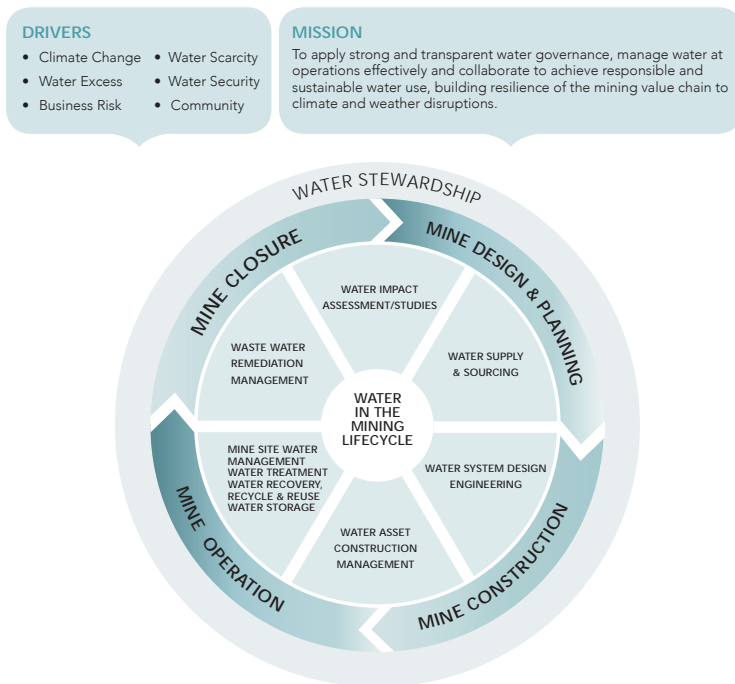 DRIVERS
• Climate Change
• Water Excess
• Business Risk
• Water Scarcity
• Water Security
• Community
MISSION
To apply strong and transparent water governance, manage water at
operations effectively and collaborate to achieve responsible and
sustainable water use, building resilience of the mining value chain to
climate and weather disruptions.
WATER STEWARDSHIP
MINE DESIGN & PLANNING
MINE CONSTRUCTION
MINE OPERATION
MINE CLOSURE
WATER IMPACT
ASSESSMENT/STUDIES
WATER SUPPLY
& SOURCING
WATER SYSTEM DESIGN
ENGINEERING
WATER ASSET
CONSTRUCTION
MANAGEMENT
MINE SITE WATER
MANAGEMENT
WATER TREATMENT
WATER RECOVERY,
RECYCLE & REUSE
WATER STORAGE
WASTE WATER
REMEDIATION
MANAGEMENT
WATER
IN THE
MINING
LIFECYCLE